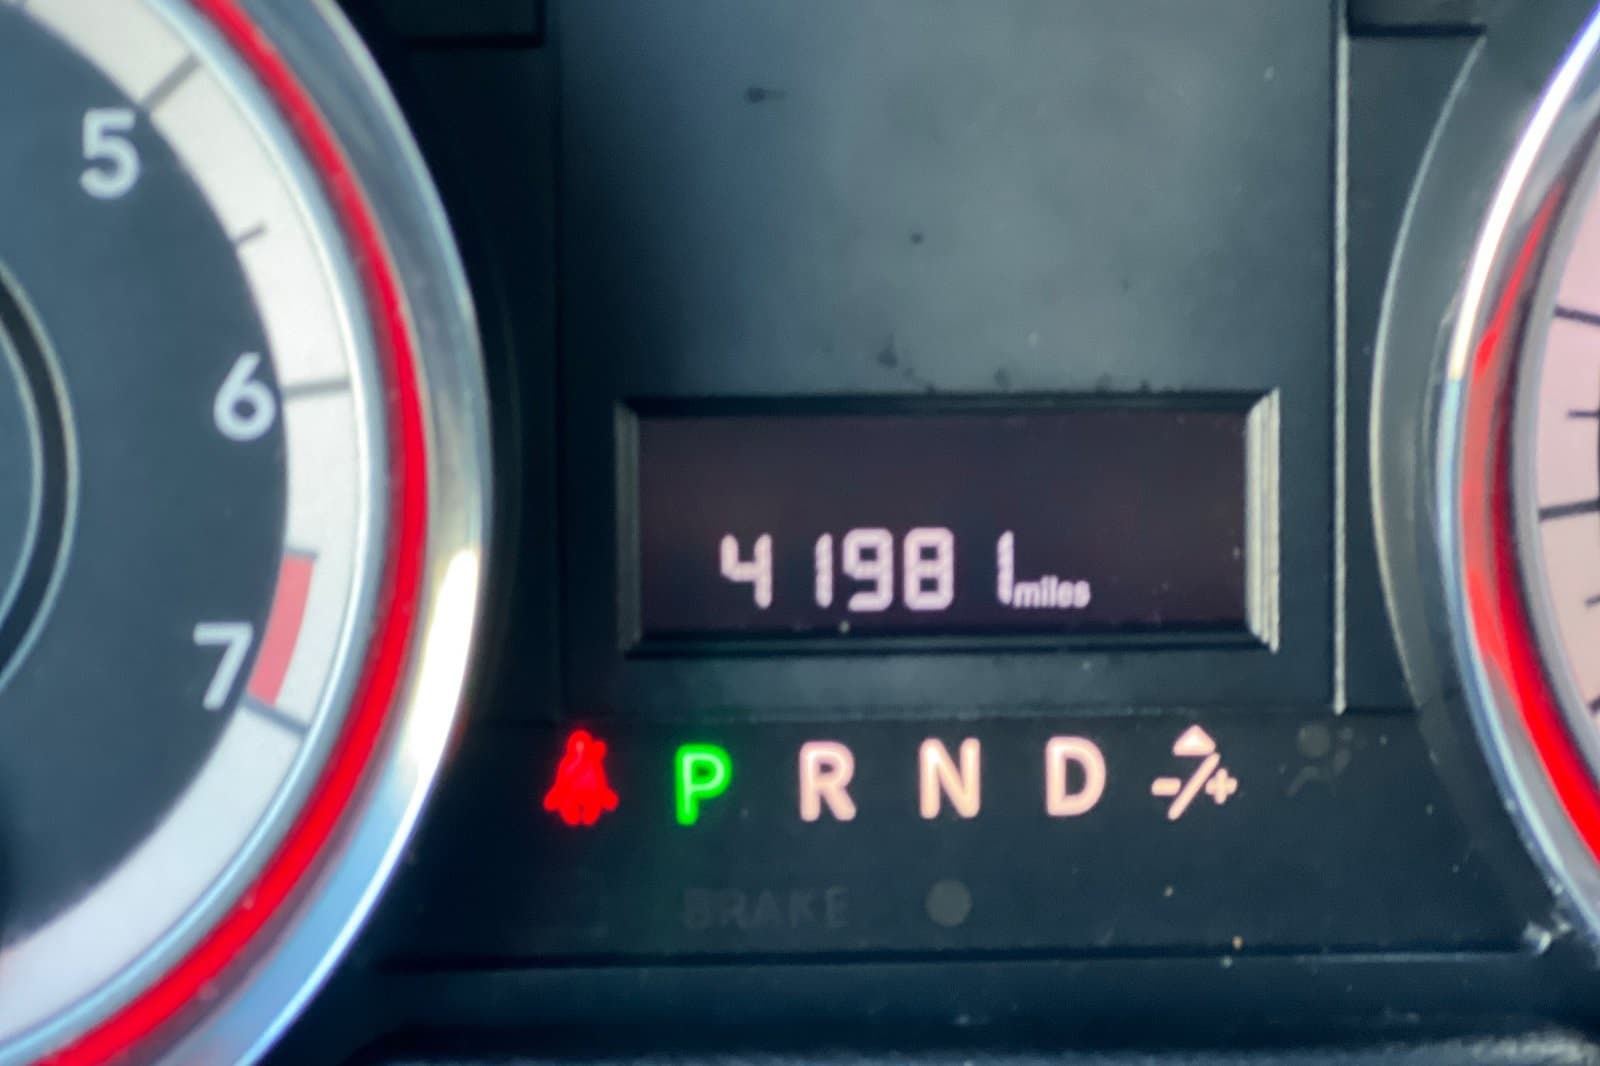 5
6
7
41981 miles
P R N D -/+
BRAKE